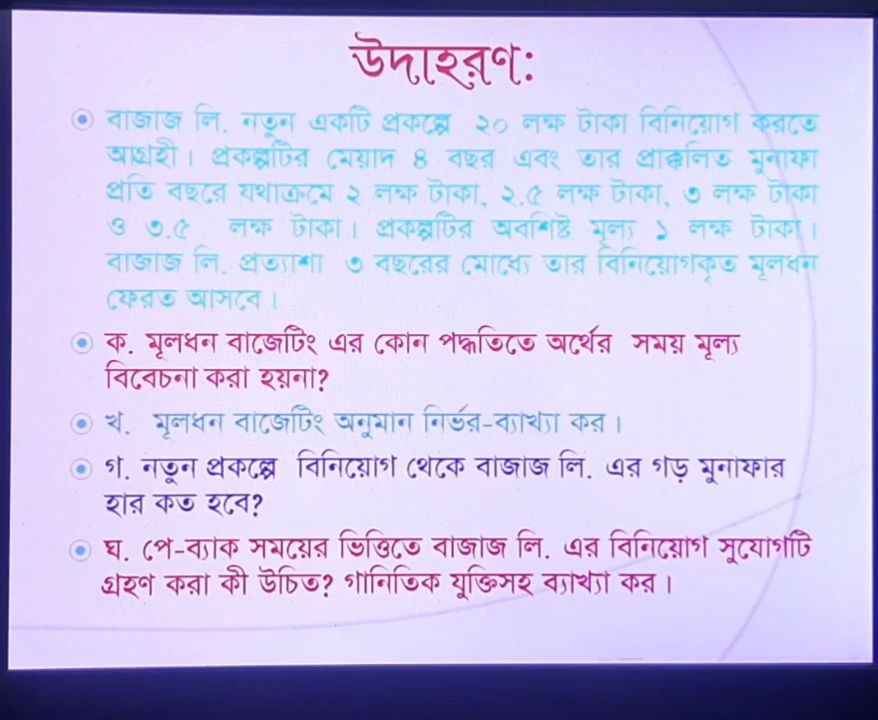 উদাহরণ:
বাজাজ লি. নতুন একটি প্রকল্পে ২০ লক্ষ টাকা বিনিয়োগ করতে
আগ্রহী। প্রকল্পটির মেয়াদ ৪ বছর এবং তার প্রাক্কলিত মুনাফা
প্রতি বছরে যথাক্রমে ২ লক্ষ টাকা, ২.৫ লক্ষ টাকা, ৩ লক্ষ টাকা
ও ৩.৫ লক্ষ টাকা। প্রকল্পটির অবশিষ্ট মূল্য ১ লক্ষ টাকা।
বাজাজ লি. প্রত্যাশা ৩ বছরের মোধ্যে তার বিনিয়োগকৃত মূলধন
ফেরত আসবে।
ক. মূলধন বাজেটিং এর কোন পদ্ধতিতে অর্থের সময় মূল্য
বিবেচনা করা হয়না?
খ. মূলধন বাজেটিং অনুমান নির্ভর-ব্যাখ্যা কর।
গ. নতুন প্রকল্পে বিনিয়োগ থেকে বাজাজ লি. এর গড় মুনাফার
হার কত হবে?
ঘ. পে-ব্যাক সময়ের ভিত্তিতে বাজাজ লি. এর বিনিয়োগ সুযোগটি
গ্রহণ করা কী উচিত? গানিতিক যুক্তিসহ ব্যাখ্যা কর।